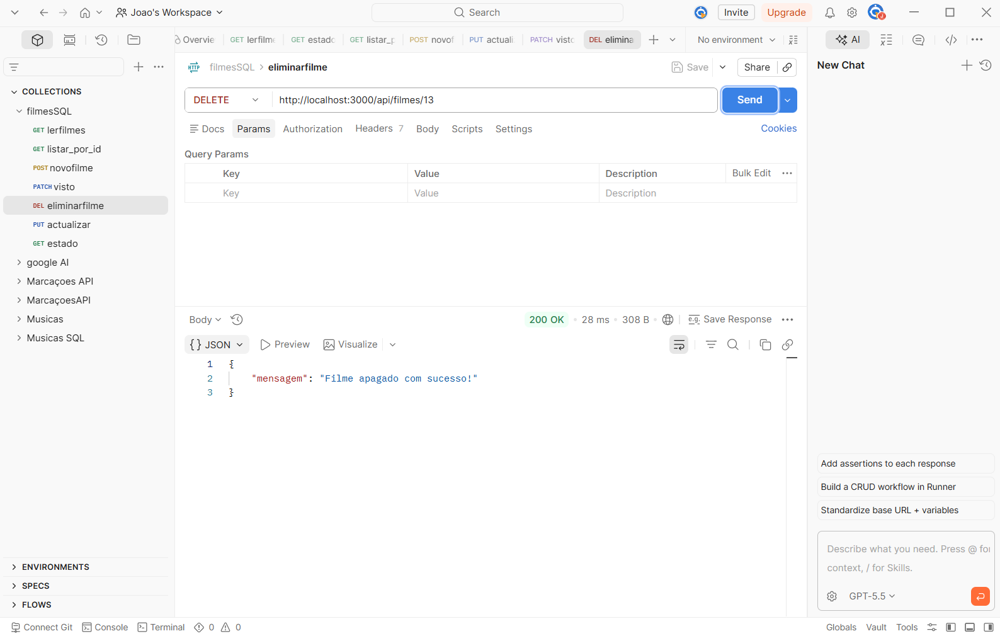 Joao's Workspace
Search
Invite
Upgrade
Overvie
GET lerfilme
GET estado
GET listar_p
POST novof
PUT actuali
PATCH visto
DEL elimina
No environment
AI
filmesSQL > eliminarfilme
Save
Share
New Chat
COLLECTIONS
filmesSQL
GET lerfilmes
GET listar_por_id
POST novofilme
PATCH visto
DEL eliminarfilme
PUT actualizar
GET estado
google AI
Marcaçoes API
MarcaçoesAPI
Musicas
Musicas SQL
DELETE
http://localhost:3000/api/filmes/13
Send
Docs
Params
Authorization
Headers 7
Body
Scripts
Settings
Cookies
Query Params
Key
Value
Description
Bulk Edit
Key
Value
Description
Body
200 OK
28 ms
308 B
e.g. Save Response
{} JSON
Preview
Visualize
1 {
2 "mensagem": "Filme apagado com sucesso!"
3 }
Add assertions to each response
Build a CRUD workflow in Runner
Standardize base URL + variables
Describe what you need. Press @ for
context, / for Skills.
GPT-5.5
ENVIRONMENTS
SPECS
FLOWS
Connect Git
Console
Terminal
0
0
Globals
Vault
Tools